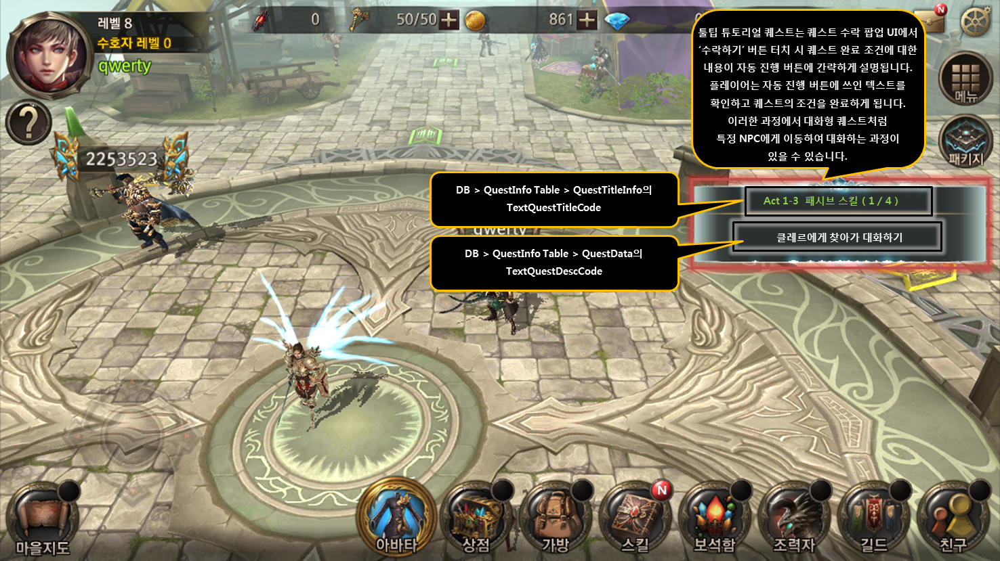 레벨 8
수호자 레벨 0
qwerty
0
50/50
861
N
툴팁 튜토리얼 퀘스트는 퀘스트 수락 팝업 UI에서
‘수락하기’ 버튼 터치 시 퀘스트 완료 조건에 대한
내용이 자동 진행 버튼에 간략하게 설명됩니다.
플레이어는 자동 진행 버튼에 쓰인 텍스트를
확인하고 퀘스트의 조건을 완료하게 됩니다.
이러한 과정에서 대화형 퀘스트처럼
특정 NPC에게 이동하여 대화하는 과정이
있을 수 있습니다.
메뉴
?
패키지
2253523
DB > QuestInfo Table > QuestTitleInfo의
TextQuestTitleCode
Act 1-3 패시브 스킬 ( 1 / 4 )
qwerty
클레르에게 찾아가 대화하기
DB > QuestInfo Table > QuestData의
TextQuestDescCode
N
마을지도
아바타
상점
가방
스킬
보석함
조력자
길드
친구